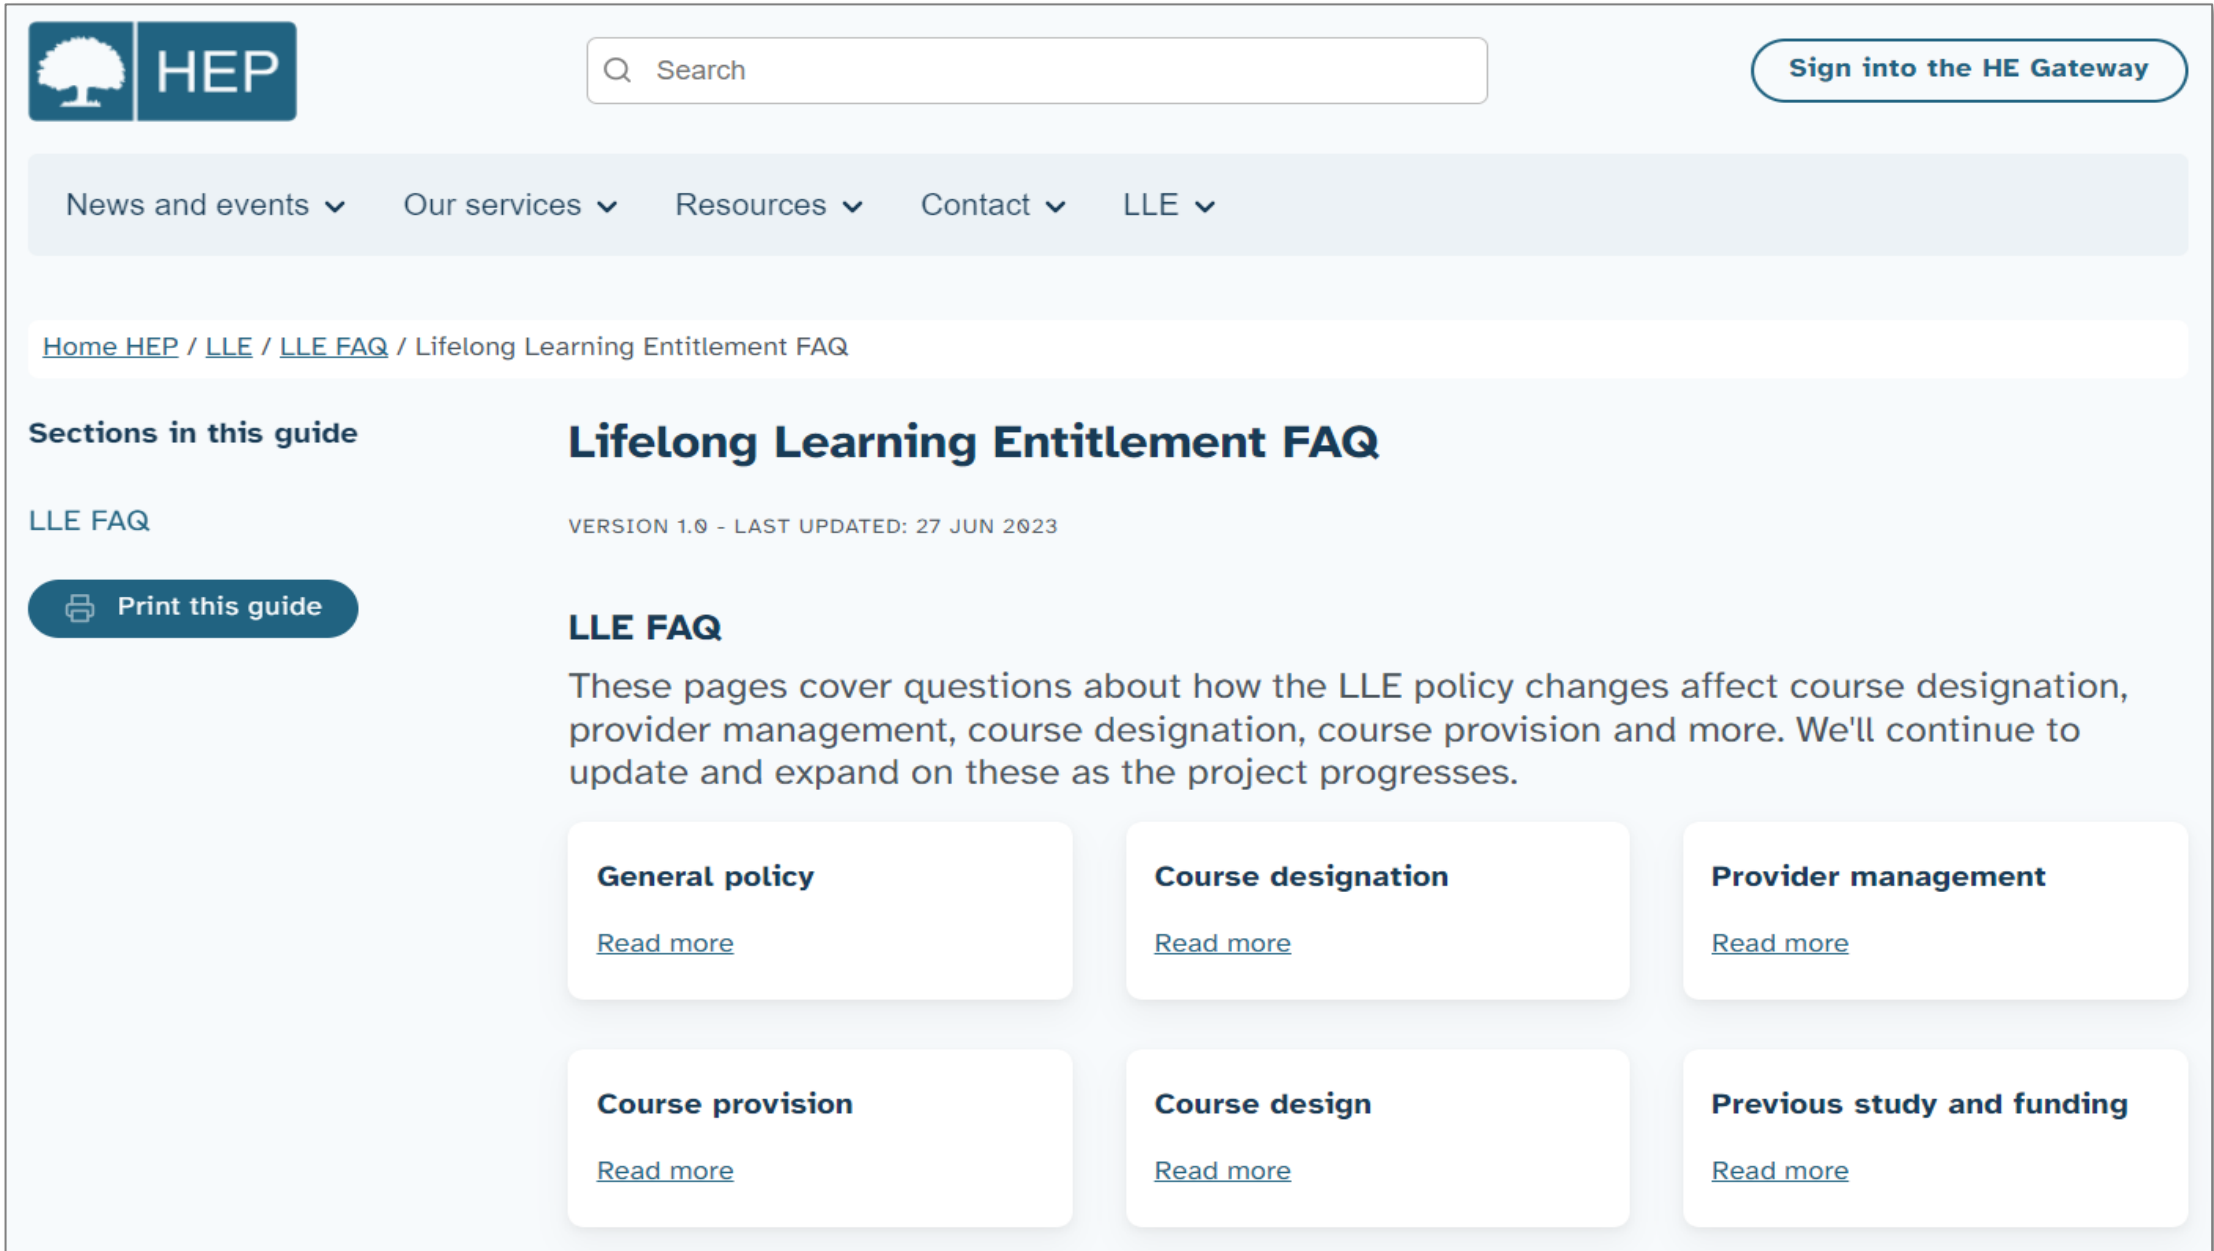 HEP
Search
Sign into the HE Gateway
News and events
Our services
Resources
Contact
LLE
Home HEP / LLE / LLE FAQ / Lifelong Learning Entitlement FAQ
Sections in this guide
LLE FAQ
Print this guide
Lifelong Learning Entitlement FAQ
VERSION 1.0 - LAST UPDATED: 27 JUN 2023
LLE FAQ
These pages cover questions about how the LLE policy changes affect course designation,
provider management, course designation, course provision and more. We'll continue to
update and expand on these as the project progresses.
General policy
Read more
Course designation
Read more
Provider management
Read more
Course provision
Read more
Course design
Read more
Previous study and funding
Read more